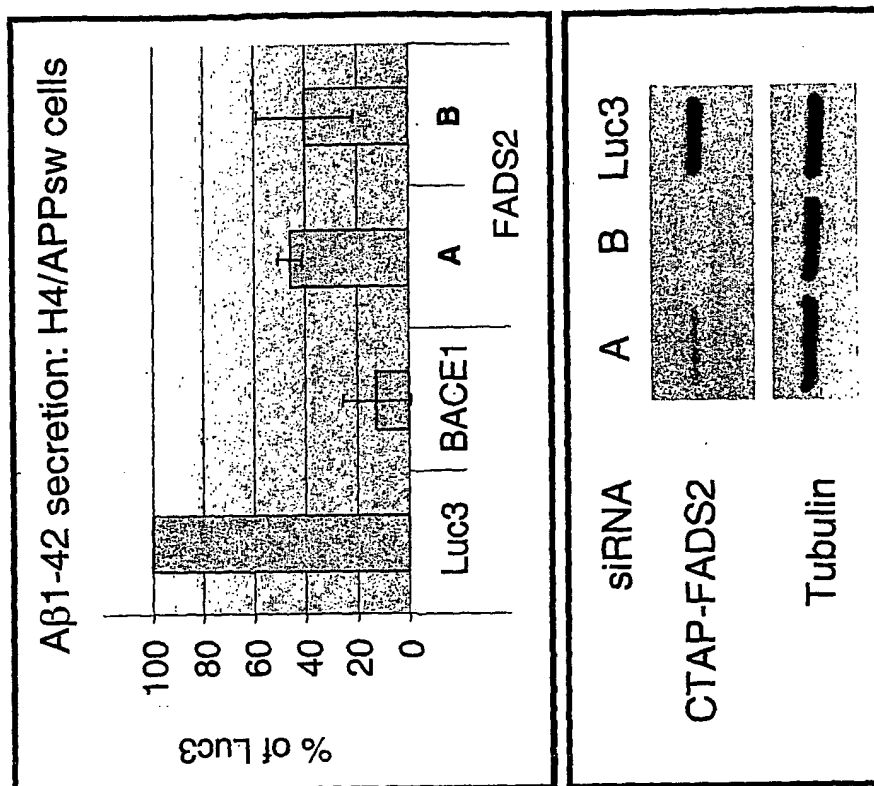 Aβ1-42 secretion: H4/APPsw cells
% of Luc3
100
80
60
40
20
0
Luc3 BACE1 A B
FADS2
siRNA A B Luc3
CTAP-FADS2
Tubulin